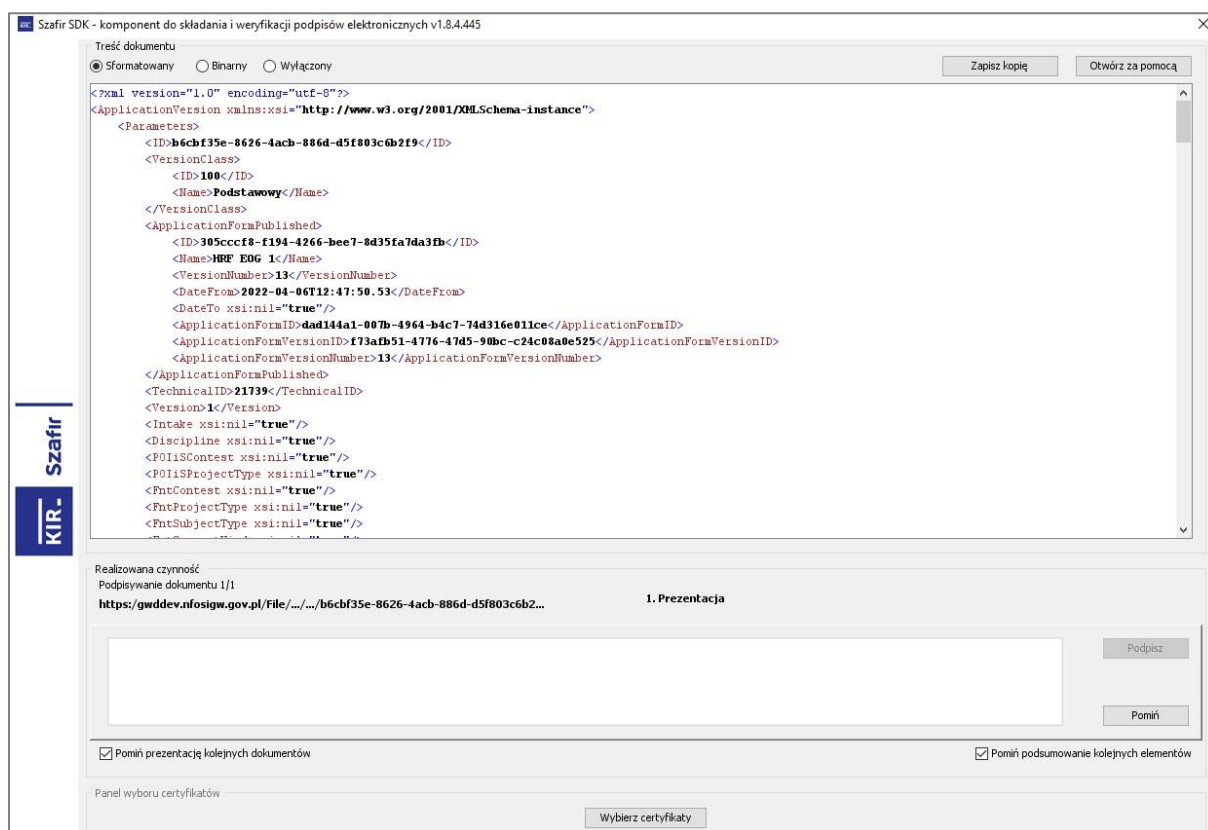 Szafir SDK - komponent do składania i weryfikacji podpisów elektronicznych v1.8.4.445
Treść dokumentu
Sformatowany Binarny Wyłączony Zapisz kopię Otwórz za pomocą
<?xml version="1.0" encoding="utf-8"?>
<ApplicationVersion xmlns:xsi="http://www.w3.org/2001/XMLSchema-instance">
<Parameters>
<ID>b6cbf35e-8626-4acb-886d-d5f803c6b2f9</ID>
<VersionClass>
<ID>100</ID>
<Name>Podstawowy</Name>
</VersionClass>
<ApplicationFormPublished>
<ID>305cccf8-f194-4266-bee7-8d35fa7da3fb</ID>
<Name>HRF EOG 1</Name>
<VersionNumber>13</VersionNumber>
<DateFrom>2022-04-06T12:47:50.53</DateFrom>
<DateTo xsi:nil="true"/>
<ApplicationFormID>dad144a1-007b-4964-b4c7-74d316e011ce</ApplicationFormID>
<ApplicationFormVersionID>f73afb51-4776-47d5-90bc-c24c08a0e525</ApplicationFormVersionID>
<ApplicationFormVersionNumber>13</ApplicationFormVersionNumber>
</ApplicationFormPublished>
<TechnicalID>21739</TechnicalID>
<Version>1</Version>
<Intake xsi:nil="true"/>
<Discipline xsi:nil="true"/>
<POIiSContest xsi:nil="true"/>
<POIiSProjectType xsi:nil="true"/>
<FntContest xsi:nil="true"/>
<FntProjectType xsi:nil="true"/>
<FntSubjectType xsi:nil="true"/>
KIR. Szafir
Realizowana czynność
Podpisywanie dokumentu 1/1
https:/gwddev.nfosigw.gov.pl/File/.../.../b6cbf35e-8626-4acb-886d-d5f803c6b2... 1. Prezentacja
Podpisz
Pomiń
Pomiń prezentację kolejnych dokumentów Pomiń podsumowanie kolejnych elementów
Panel wyboru certyfikatów
Wybierz certyfikaty